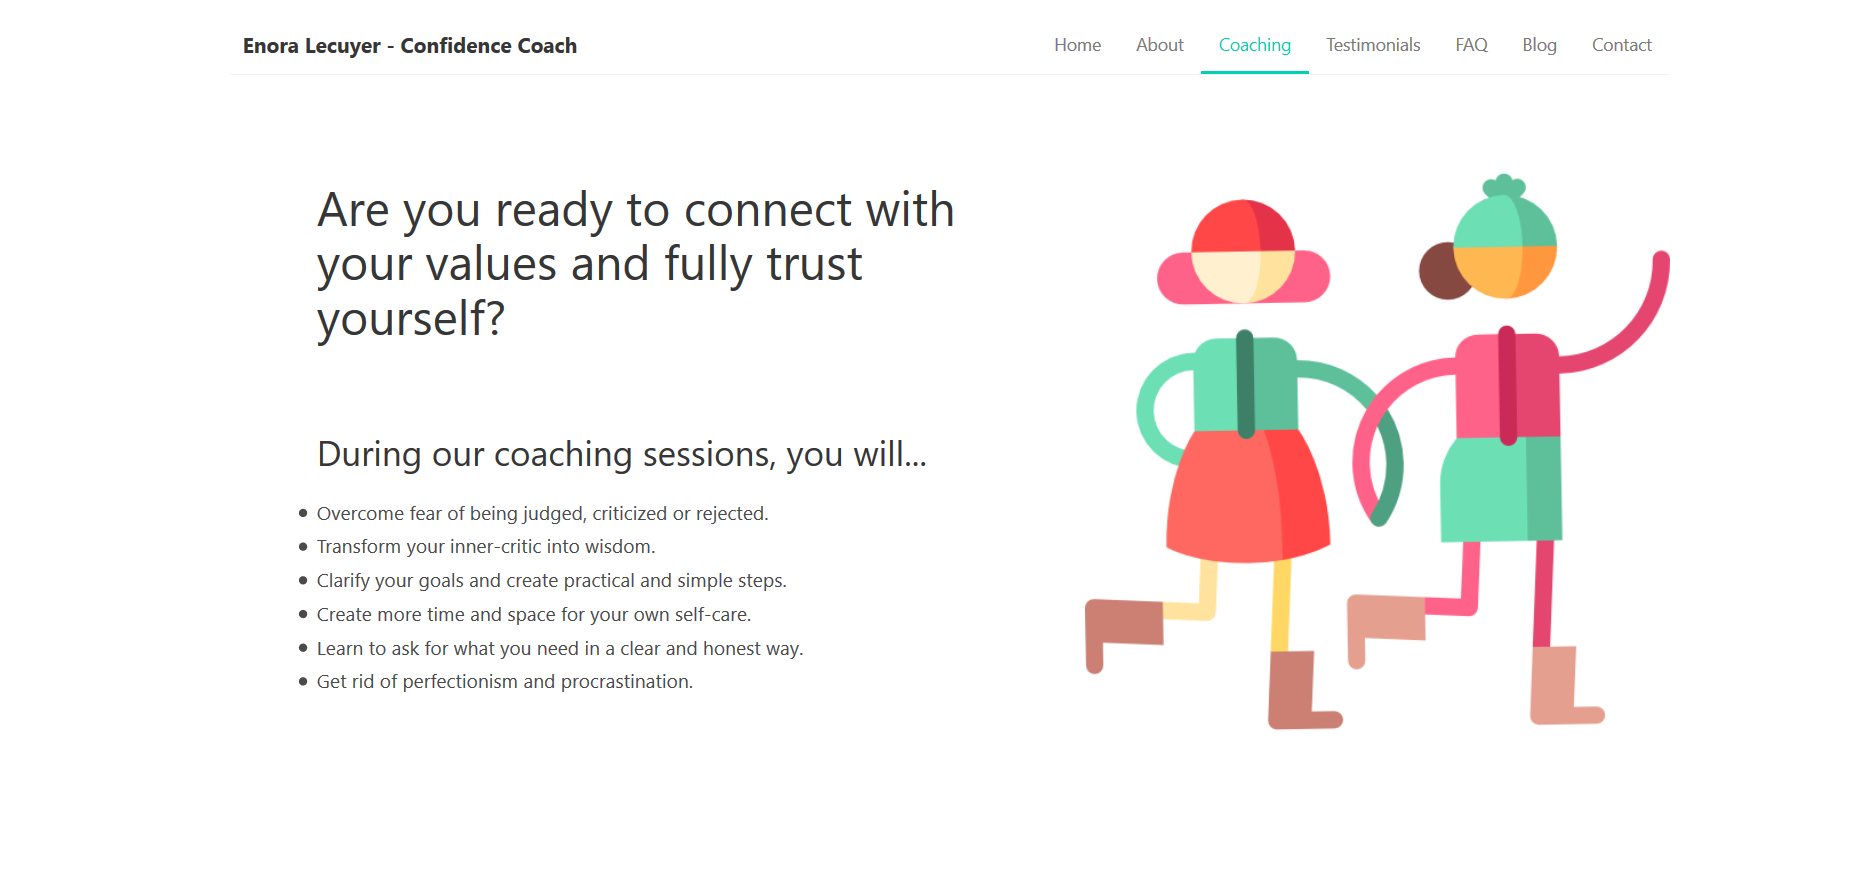 Enora Lecuyer - Confidence Coach
Home About Coaching Testimonials FAQ Blog Contact
Are you ready to connect with
your values and fully trust
yourself?
During our coaching sessions, you will...
Overcome fear of being judged, criticized or rejected.
Transform your inner-critic into wisdom.
Clarify your goals and create practical and simple steps.
Create more time and space for your own self-care.
Learn to ask for what you need in a clear and honest way.
Get rid of perfectionism and procrastination.